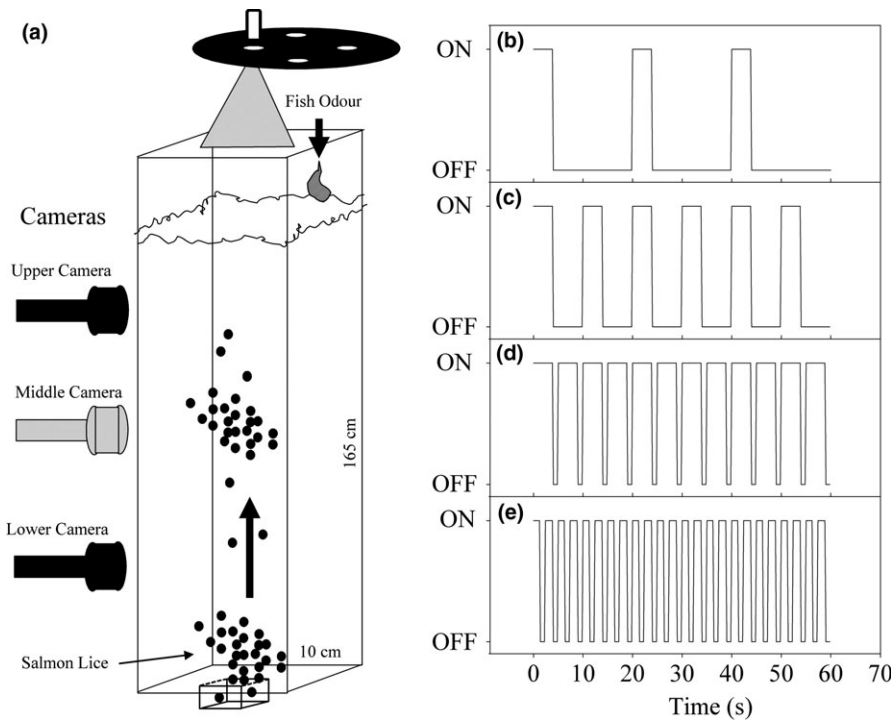 (a)
Fish Odour
Cameras
Upper Camera
Middle Camera
Lower Camera
Salmon Lice
165 cm
10 cm
(b)
ON
OFF
(c)
ON
OFF
(d)
ON
OFF
(e)
ON
OFF
0 10 20 30 40 50 60 70
Time (s)